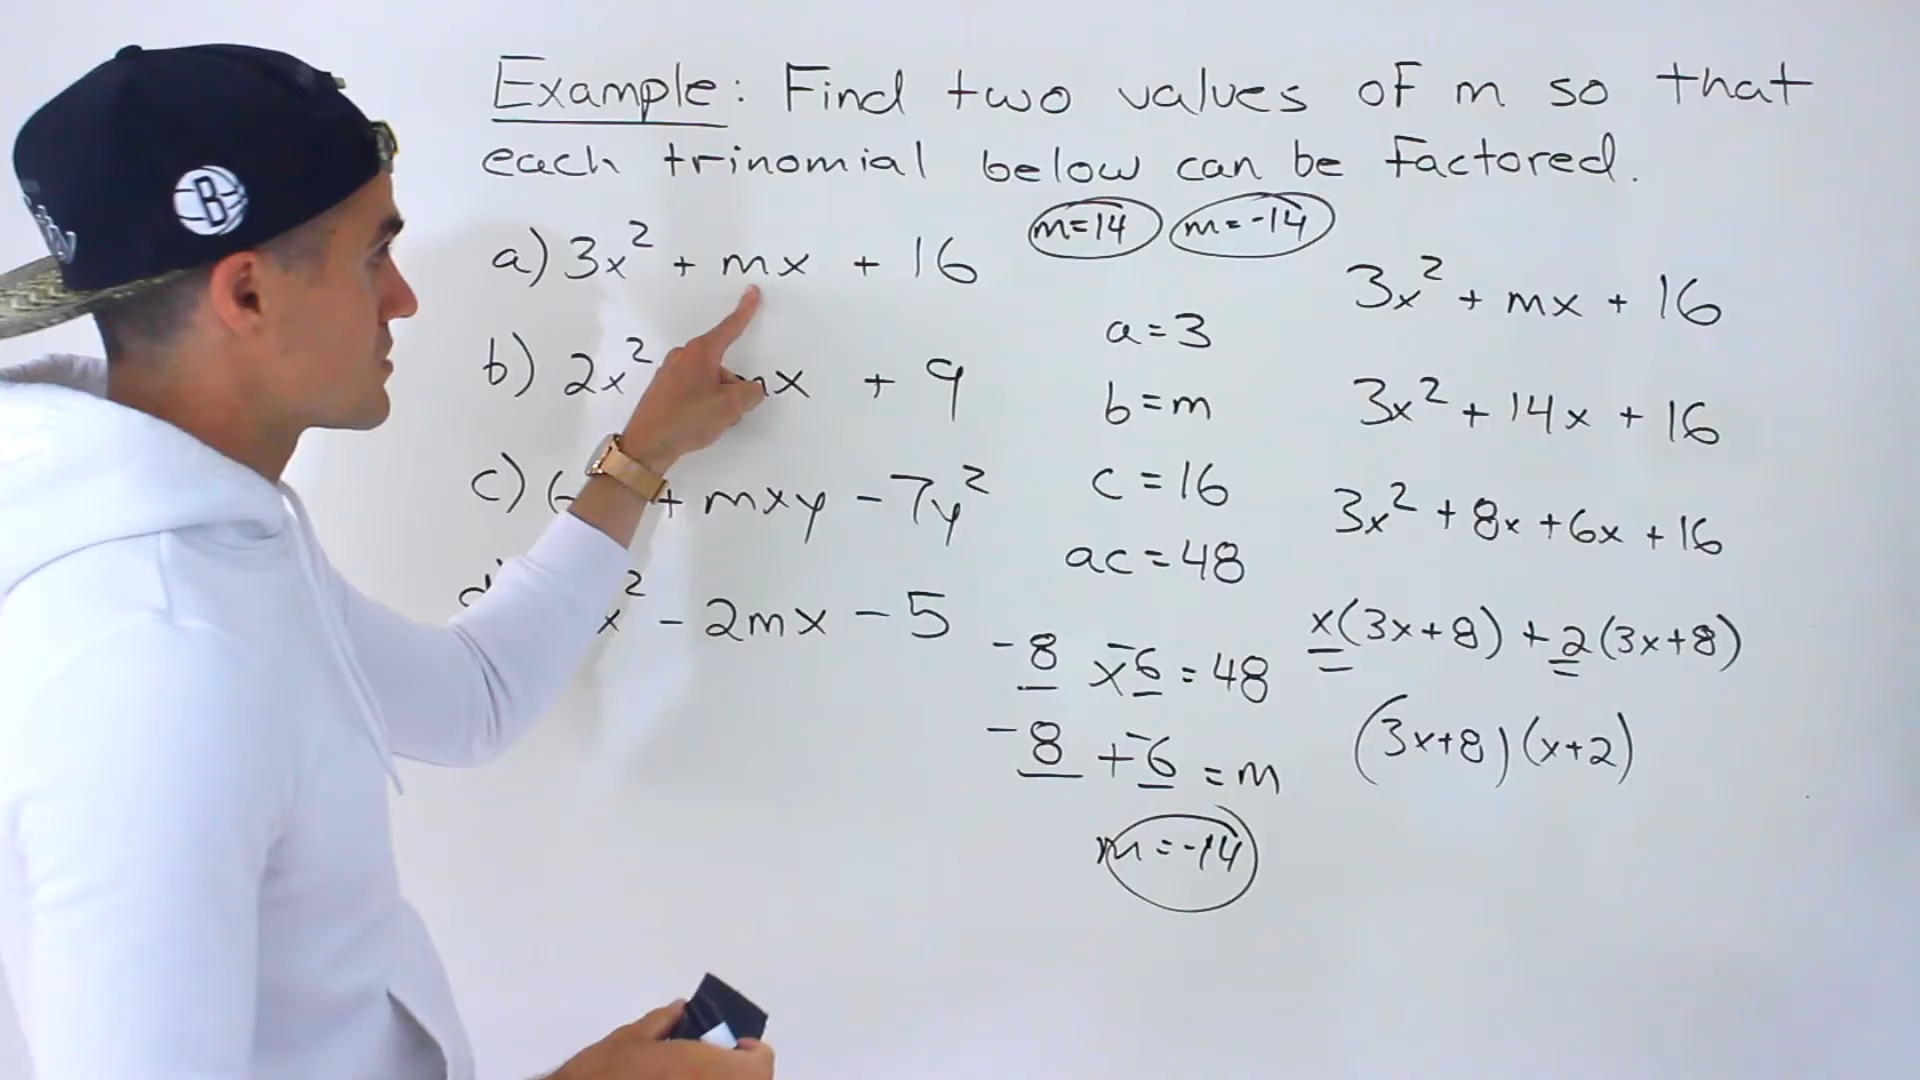 Example: Find two values of m so that
each trinomial below can be factored.
m=14 m=-14
a) 3x² + mx + 16
b) 2x² mx + 9
c) 6 + mxy - 7y²
x² - 2mx - 5
a=3
b=m
c=16
ac=48
-8 x -6 = 48
-8 + -6 = m
m=-14
3x² + mx + 16
3x² + 14x + 16
3x² + 8x + 6x + 16
x(3x+8) + 2(3x+8)
(3x+8)(x+2)
B